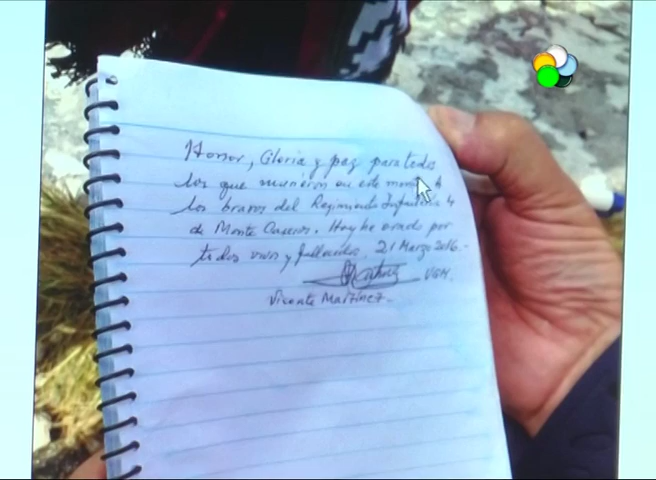 Honor, Gloria y paz para todos
los que murieron en este monte
los bravos del Regimiento Infantería 4
de Monte Caseros. Hoy he orado por
todos vivos y fallecidos. 21 Marzo 2016.-
VGM.
Vicente Martínez.-